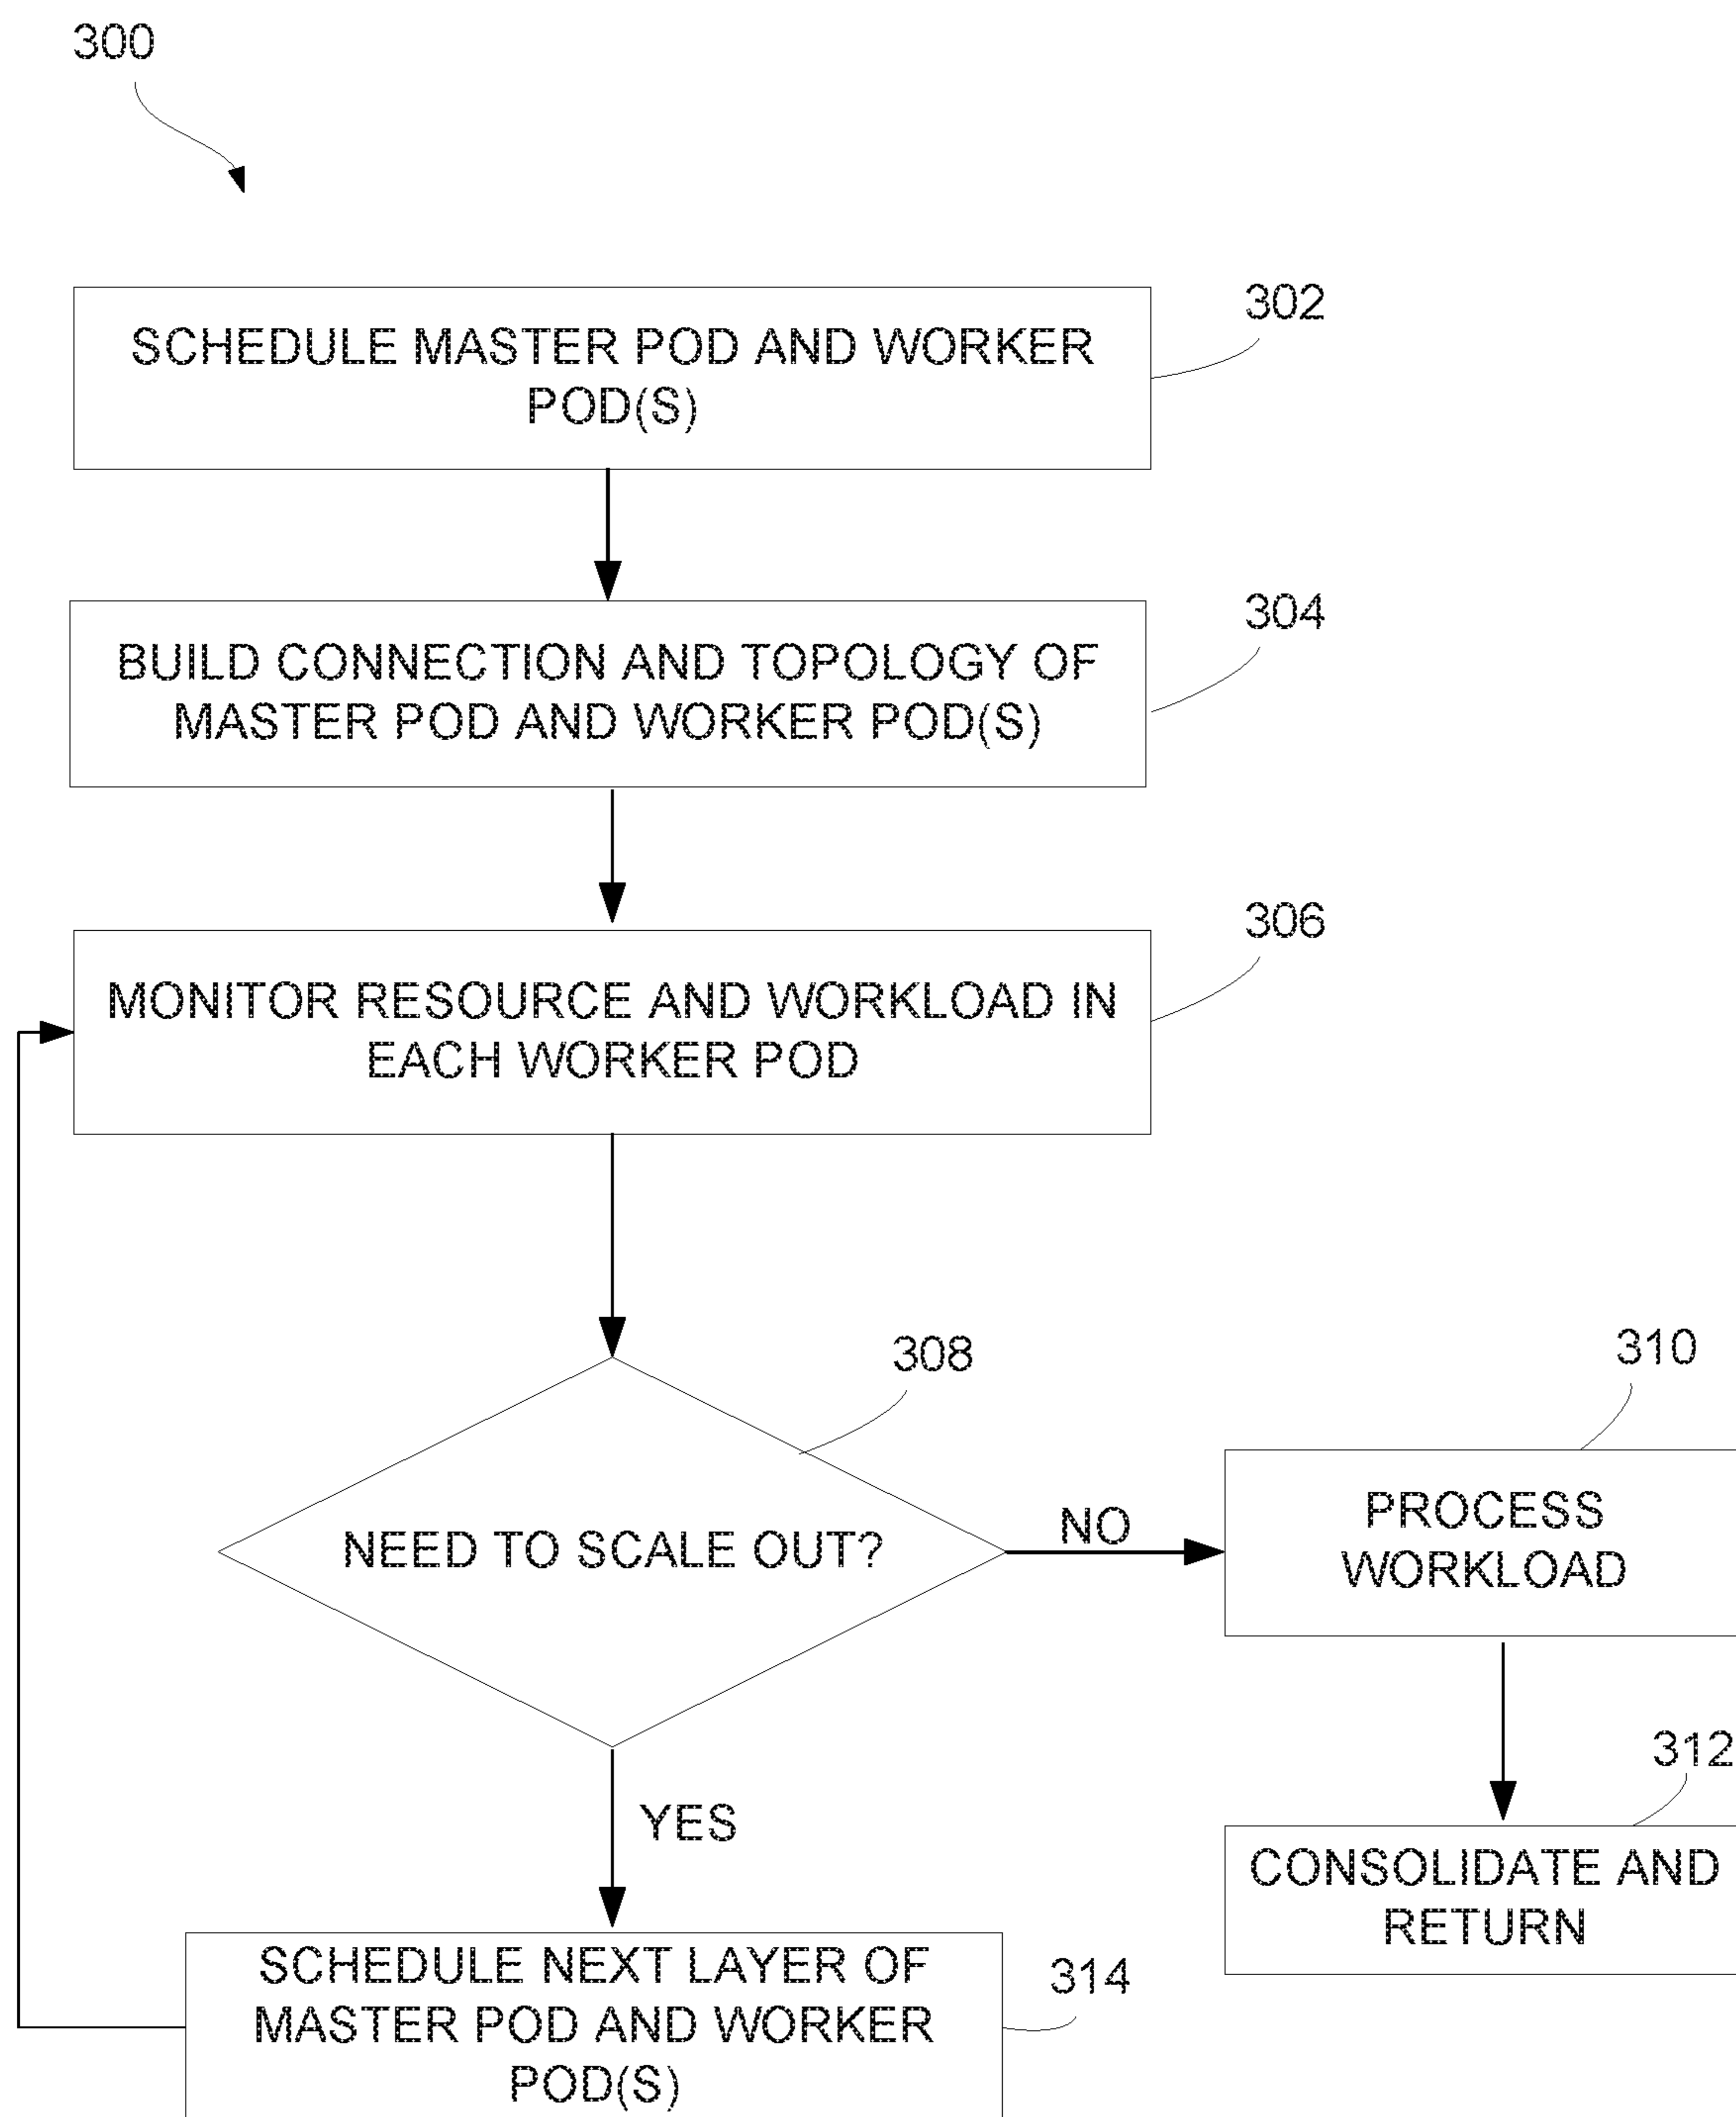 300
SCHEDULE MASTER POD AND WORKER
POD(S)
302
BUILD CONNECTION AND TOPOLOGY OF
MASTER POD AND WORKER POD(S)
304
MONITOR RESOURCE AND WORKLOAD IN
EACH WORKER POD
306
NEED TO SCALE OUT?
308
NO
PROCESS
WORKLOAD
310
CONSOLIDATE AND
RETURN
312
YES
SCHEDULE NEXT LAYER OF
MASTER POD AND WORKER
POD(S)
314